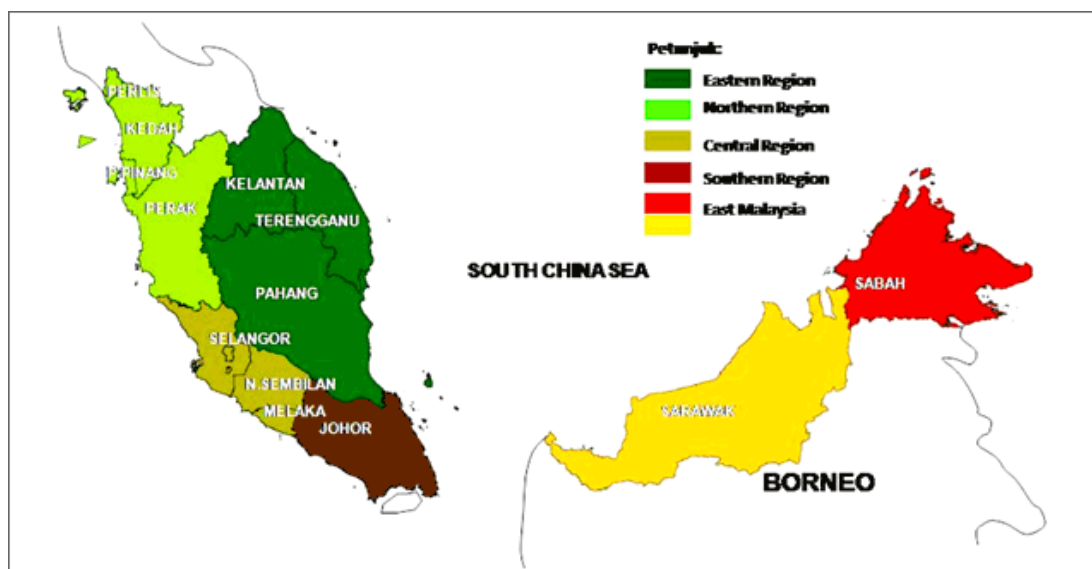 Petunjuk:
Eastern Region
Northern Region
Central Region
Southern Region
East Malaysia
PERLIS
KEDAH
P.PINANG
PERAK
KELANTAN
TERENGGANU
PAHANG
SELANGOR
N.SEMBILAN
MELAKA
JOHOR
SOUTH CHINA SEA
SABAH
SARAWAK
BORNEO